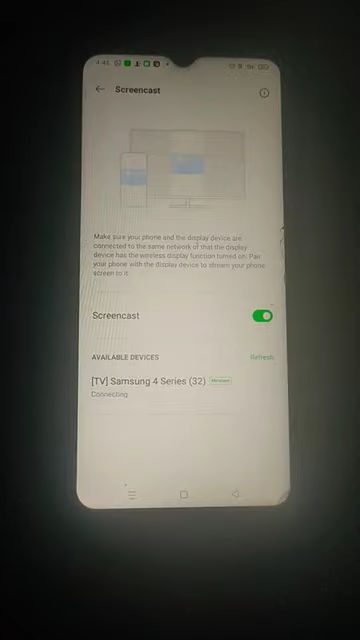 4:45
Screencast
Make sure your phone and the display device are
connected to the same network or that the display
device has the wireless display function turned on. Pair
your phone with the display device to stream your phone
screen to it.
Screencast
AVAILABLE DEVICES
Refresh
[TV] Samsung 4 Series (32)
Connecting